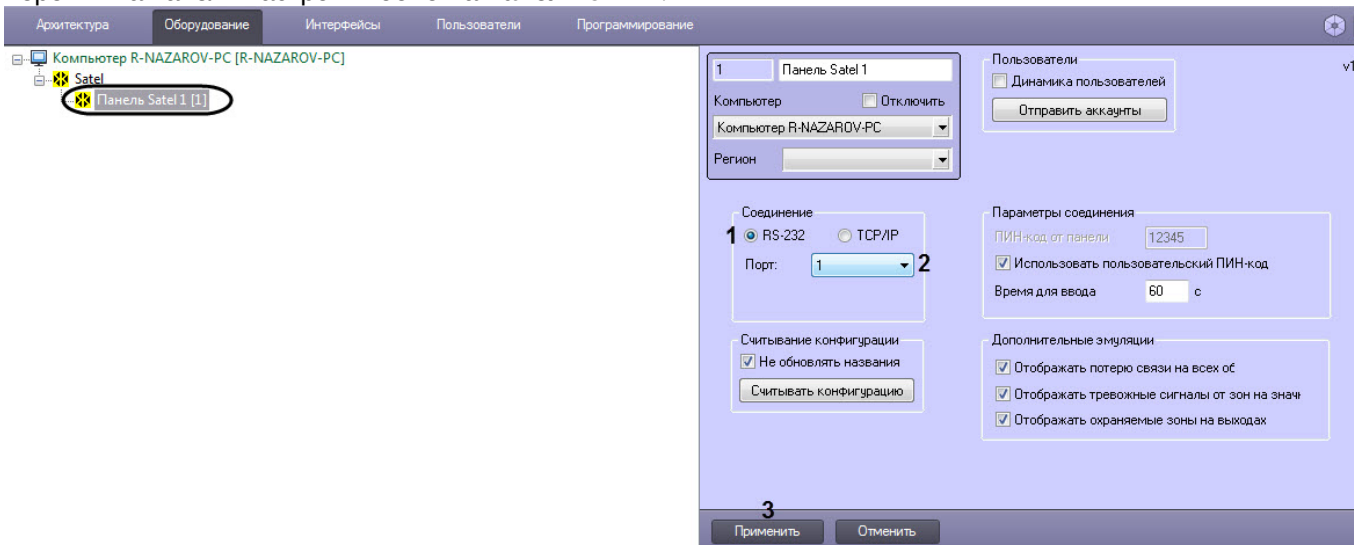 Архитектура Оборудование Интерфейсы Пользователи Программирование
Компьютер R-NAZAROV-PC [R-NAZAROV-PC]
Satel
Панель Satel 1 [1]
1 Панель Satel 1
Компьютер Отключить
Компьютер R-NAZAROV-PC
Регион
Пользователи
Динамика пользователей
Отправить аккаунты
v1
Соединение
1 RS-232 TCP/IP
Порт: 1 2
Параметры соединения
ПИН-код от панели 12345
Использовать пользовательский ПИН-код
Время для ввода 60 с
Считывание конфигурации
Не обновлять названия
Считывать конфигурацию
Дополнительные эмуляции
Отображать потерю связи на всех об
Отображать тревожные сигналы от зон на знач
Отображать охраняемые зоны на выходах
3
Применить Отменить